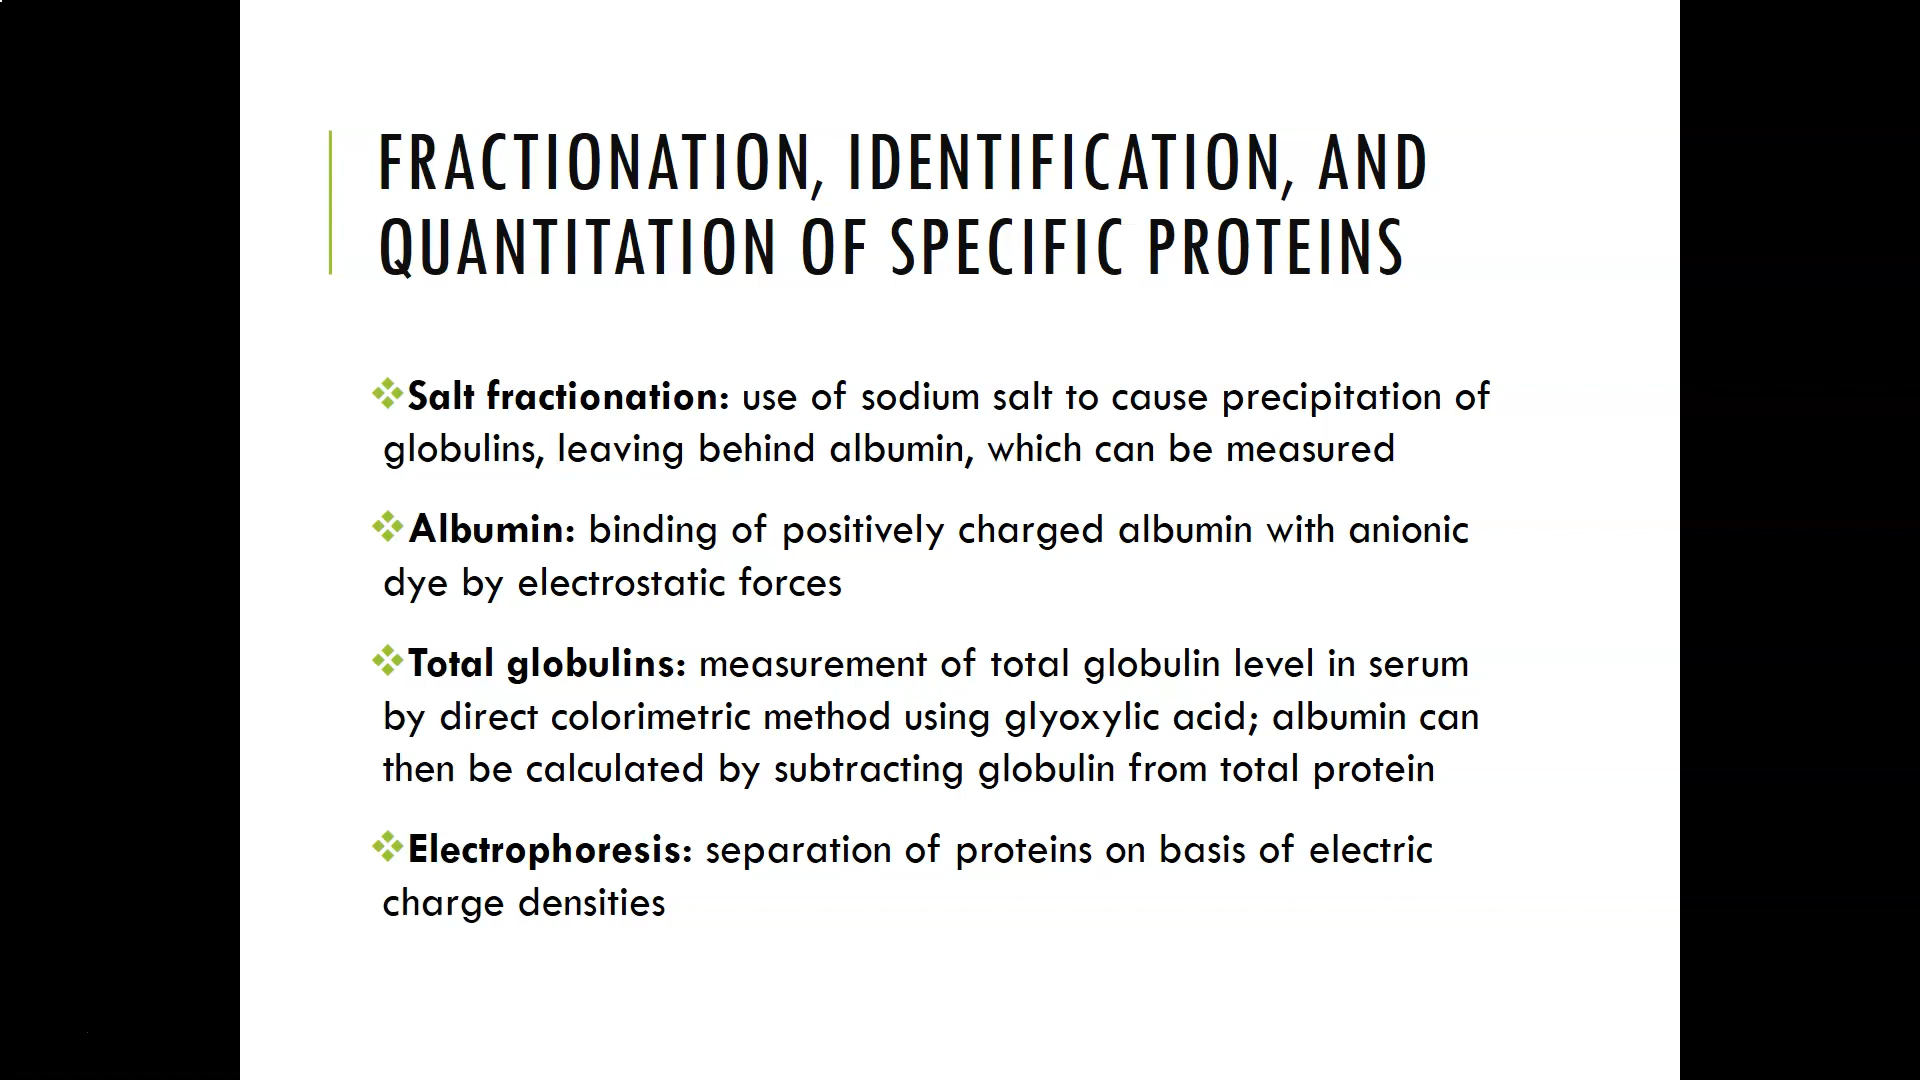 FRACTIONATION, IDENTIFICATION, AND
QUANTITATION OF SPECIFIC PROTEINS
❖Salt fractionation: use of sodium salt to cause precipitation of
globulins, leaving behind albumin, which can be measured
❖Albumin: binding of positively charged albumin with anionic
dye by electrostatic forces
❖Total globulins: measurement of total globulin level in serum
by direct colorimetric method using glyoxylic acid; albumin can
then be calculated by subtracting globulin from total protein
❖Electrophoresis: separation of proteins on basis of electric
charge densities